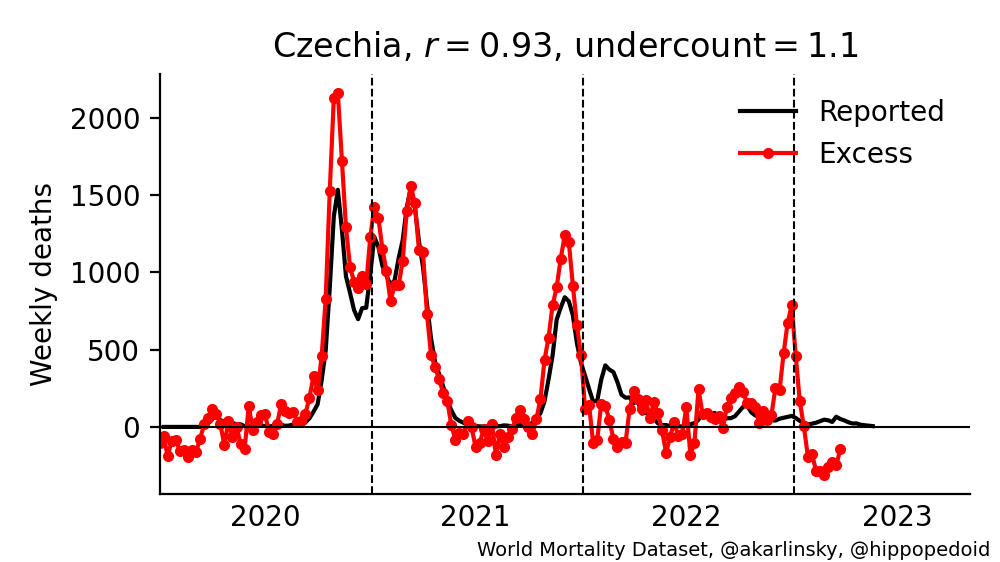 Czechia, r = 0.93, undercount = 1.1
Weekly deaths
2000
1500
1000
500
0
Reported
Excess
2020 2021 2022 2023
World Mortality Dataset, @akarlinsky, @hippopedoid